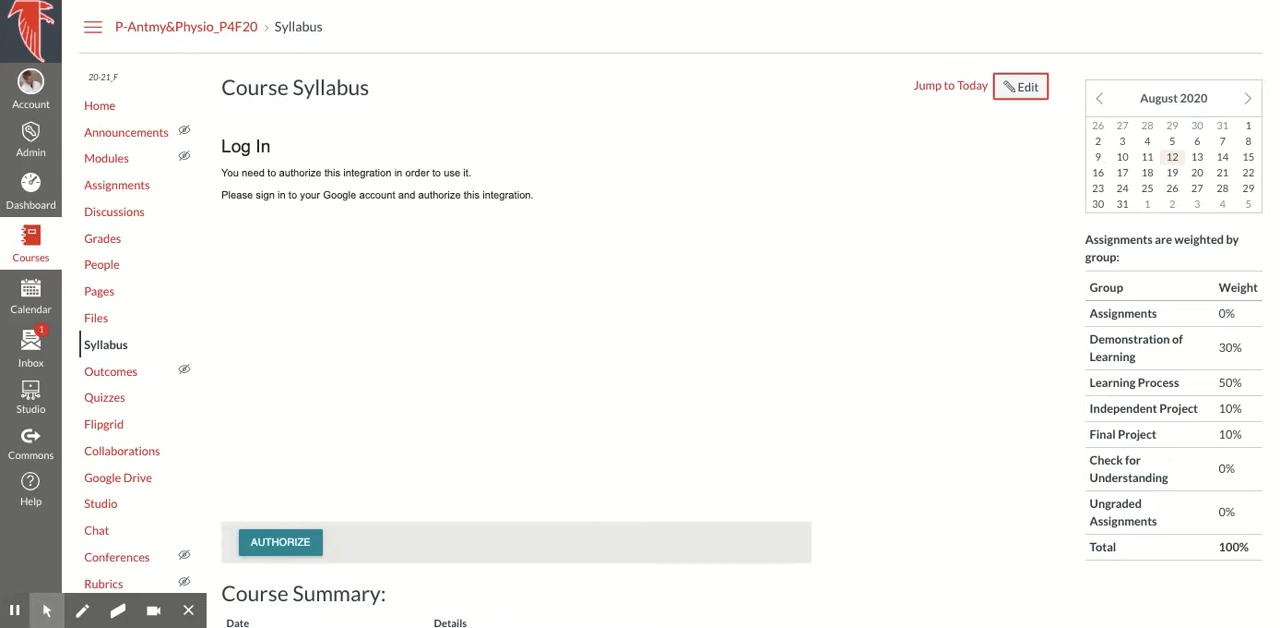 P-Antmy&Physio_P4F20 > Syllabus
Account
Admin
Dashboard
Courses
Calendar
1
Inbox
Studio
Commons
Help
20-21_F
Home
Announcements
Modules
Assignments
Discussions
Grades
People
Pages
Files
Syllabus
Outcomes
Quizzes
Flipgrid
Collaborations
Google Drive
Studio
Chat
Conferences
Rubrics
Course Syllabus
Jump to Today
Edit
Log In
You need to authorize this integration in order to use it.
Please sign in to your Google account and authorize this integration.
AUTHORIZE
Course Summary:
Date Details
August 2020
26 27 28 29 30 31 1
2 3 4 5 6 7 8
9 10 11 12 13 14 15
16 17 18 19 20 21 22
23 24 25 26 27 28 29
30 31 1 2 3 4 5
Assignments are weighted by
group:
Group Weight
Assignments 0%
Demonstration of
Learning 30%
Learning Process 50%
Independent Project 10%
Final Project 10%
Check for
Understanding 0%
Ungraded
Assignments 0%
Total 100%